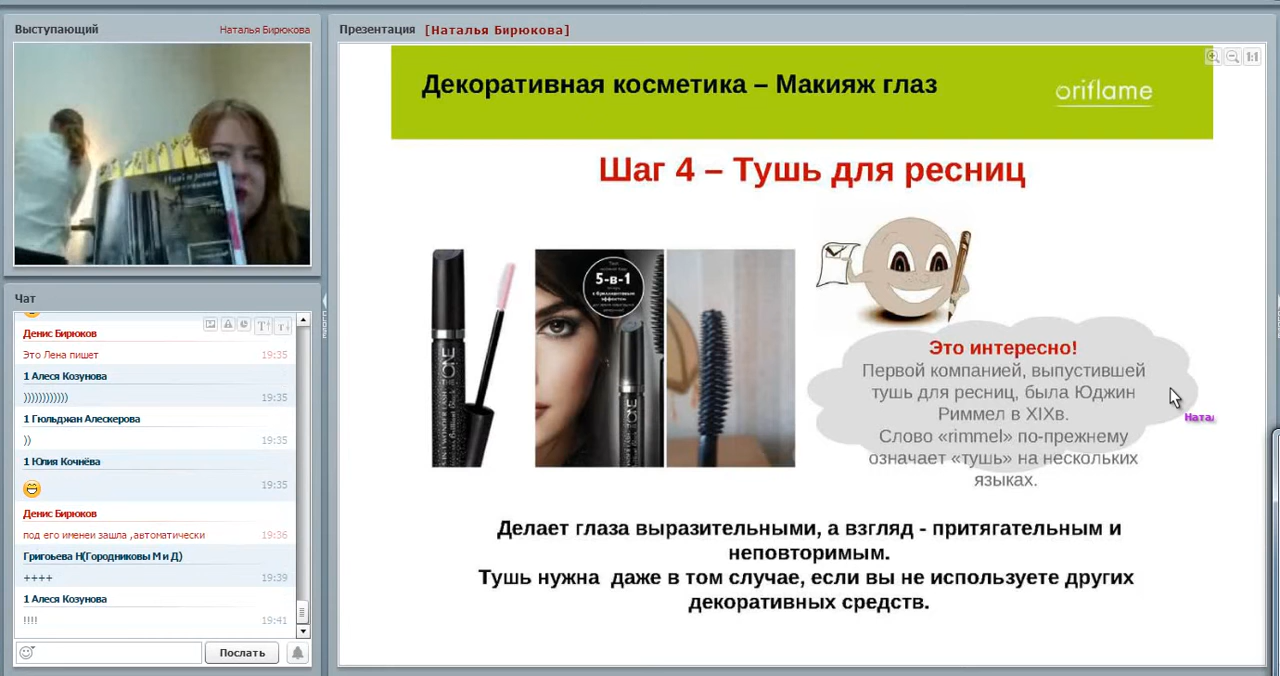 Выступающий
Наталья Бирюкова
Чат
Денис Бирюков
Это Лена пишет
19:35
1 Алеся Козунова
))))))))))))
19:35
1 Гюльджан Алескерова
))
19:35
1 Юлия Кочнёва
19:35
Денис Бирюков
под его именеи зашла ,автоматически
19:36
Григоьева Н(Городниковы М и Д)
++++
19:39
1 Алеся Козунова
!!!!
19:41
Послать
Презентация [Наталья Бирюкова]
1:1
Декоративная косметика – Макияж глаз
oriflame
Шаг 4 – Тушь для ресниц
5-в-1
Это интересно!
Первой компанией, выпустившей
тушь для ресниц, была Юджин
Риммел в XIXв.
Слово «rimmel» по-прежнему
означает «тушь» на нескольких
языках.
Делает глаза выразительными, а взгляд - притягательным и
неповторимым.
Тушь нужна даже в том случае, если вы не используете других
декоративных средств.